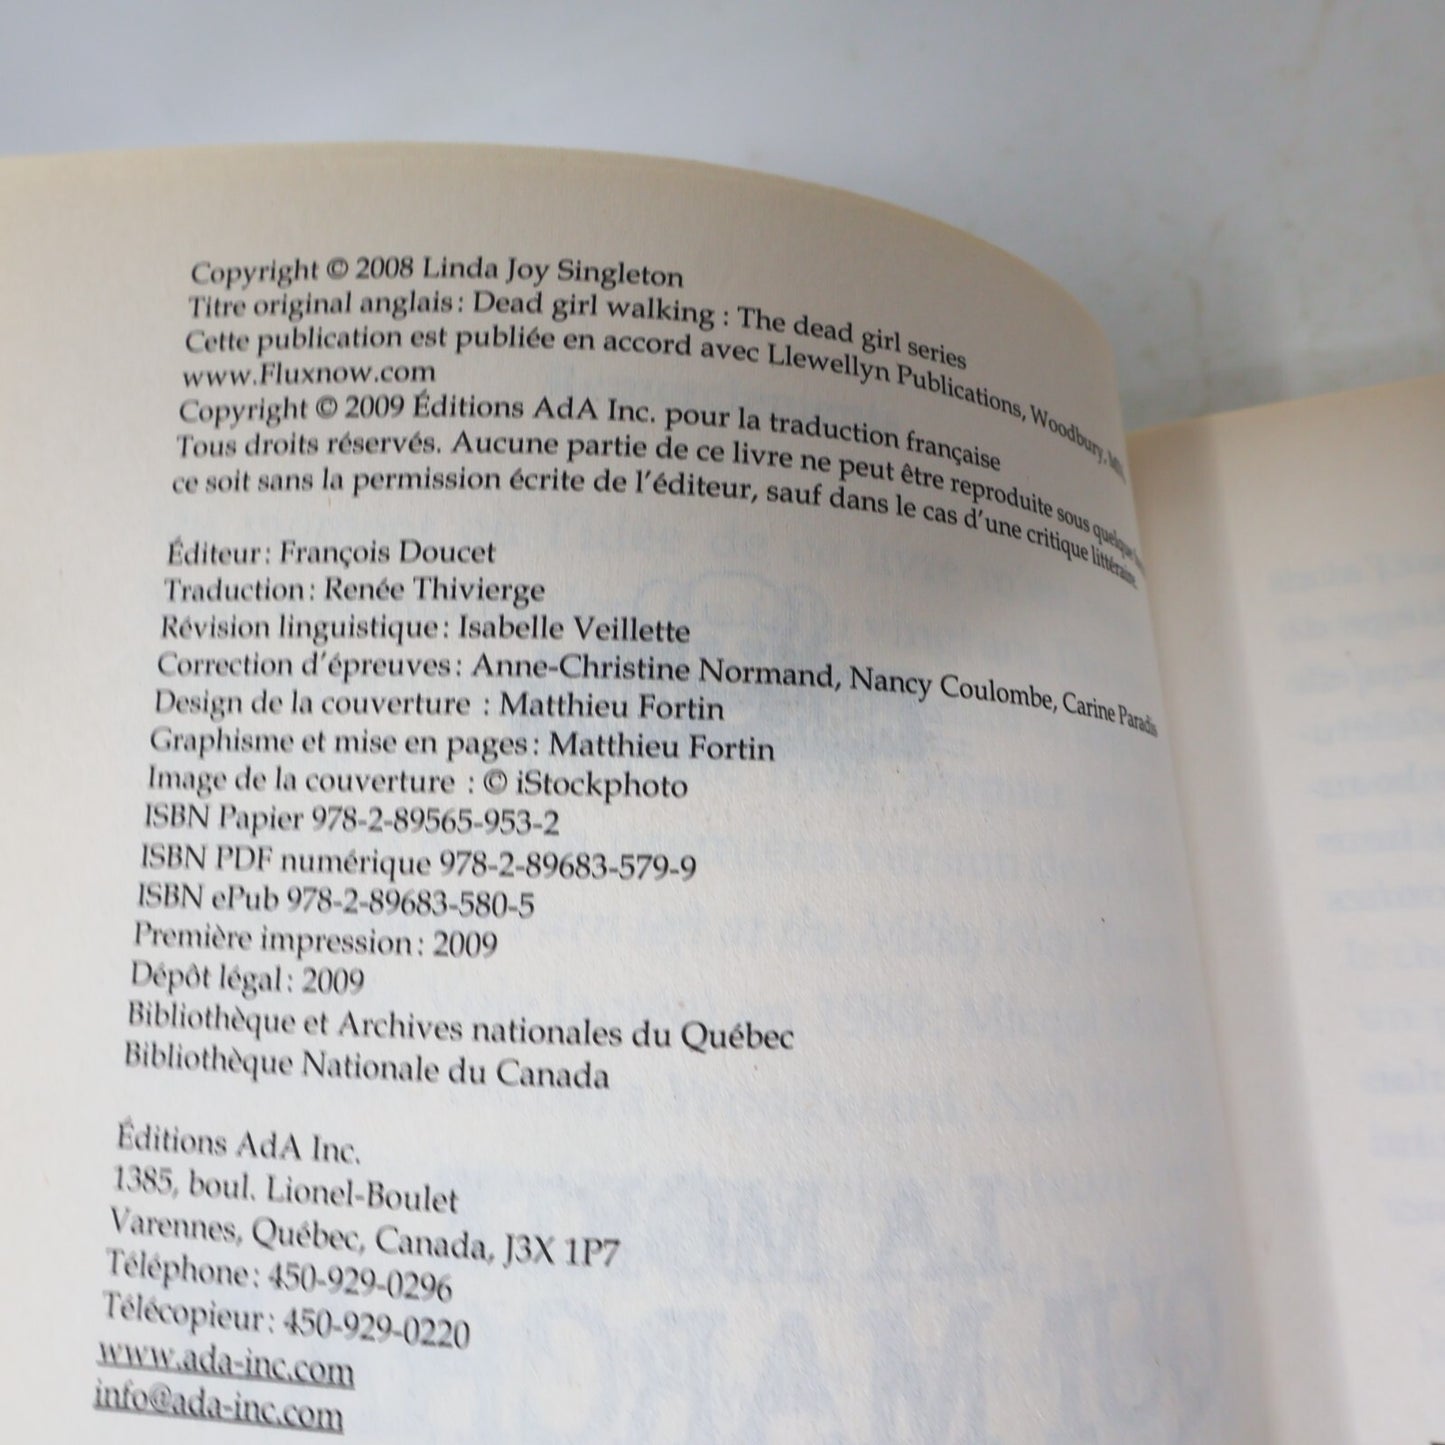 Copyright © 2008 Linda Joy Singleton
Titre original anglais : Dead girl walking : The dead girl series
Cette publication est publiée en accord avec Llewellyn Publications, Woodbury, MN,
www.Fluxnow.com
Copyright © 2009 Éditions AdA Inc. pour la traduction française
Tous droits réservés. Aucune partie de ce livre ne peut être reproduite sous quelque
ce soit sans la permission écrite de l'éditeur, sauf dans le cas d'une critique littéraire.
Éditeur : François Doucet
Traduction : Renée Thivierge
Révision linguistique : Isabelle Veillette
Correction d'épreuves : Anne-Christine Normand, Nancy Coulombe, Carine Paradis
Design de la couverture : Matthieu Fortin
Graphisme et mise en pages : Matthieu Fortin
Image de la couverture : © iStockphoto
ISBN Papier 978-2-89565-953-2
ISBN PDF numérique 978-2-89683-579-9
ISBN ePub 978-2-89683-580-5
Première impression : 2009
Dépôt légal : 2009
Bibliothèque et Archives nationales du Québec
Bibliothèque Nationale du Canada
Éditions AdA Inc.
1385, boul. Lionel-Boulet
Varennes, Québec, Canada, J3X 1P7
Téléphone : 450-929-0296
Télécopieur : 450-929-0220
www.ada-inc.com
info@ada-inc.com